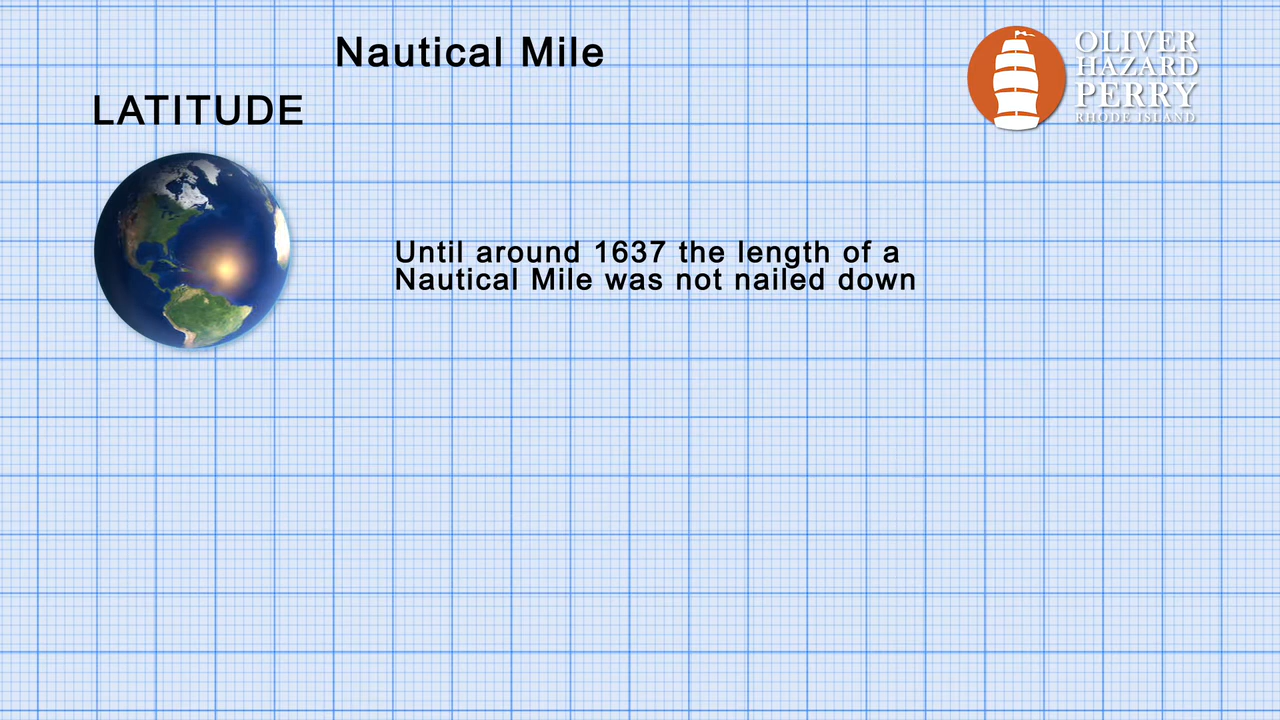 Nautical Mile
LATITUDE
OLIVER
HAZARD
PERRY
RHODE ISLAND
Until around 1637 the length of a
Nautical Mile was not nailed down